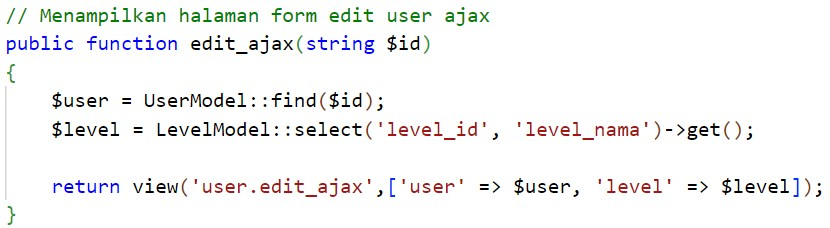 // Menampilkan halaman form edit user ajax
public function edit_ajax(string $id)
{
    $user = UserModel::find($id);
    $level = LevelModel::select('level_id', 'level_nama')->get();

    return view('user.edit_ajax',['user' => $user, 'level' => $level]);
}